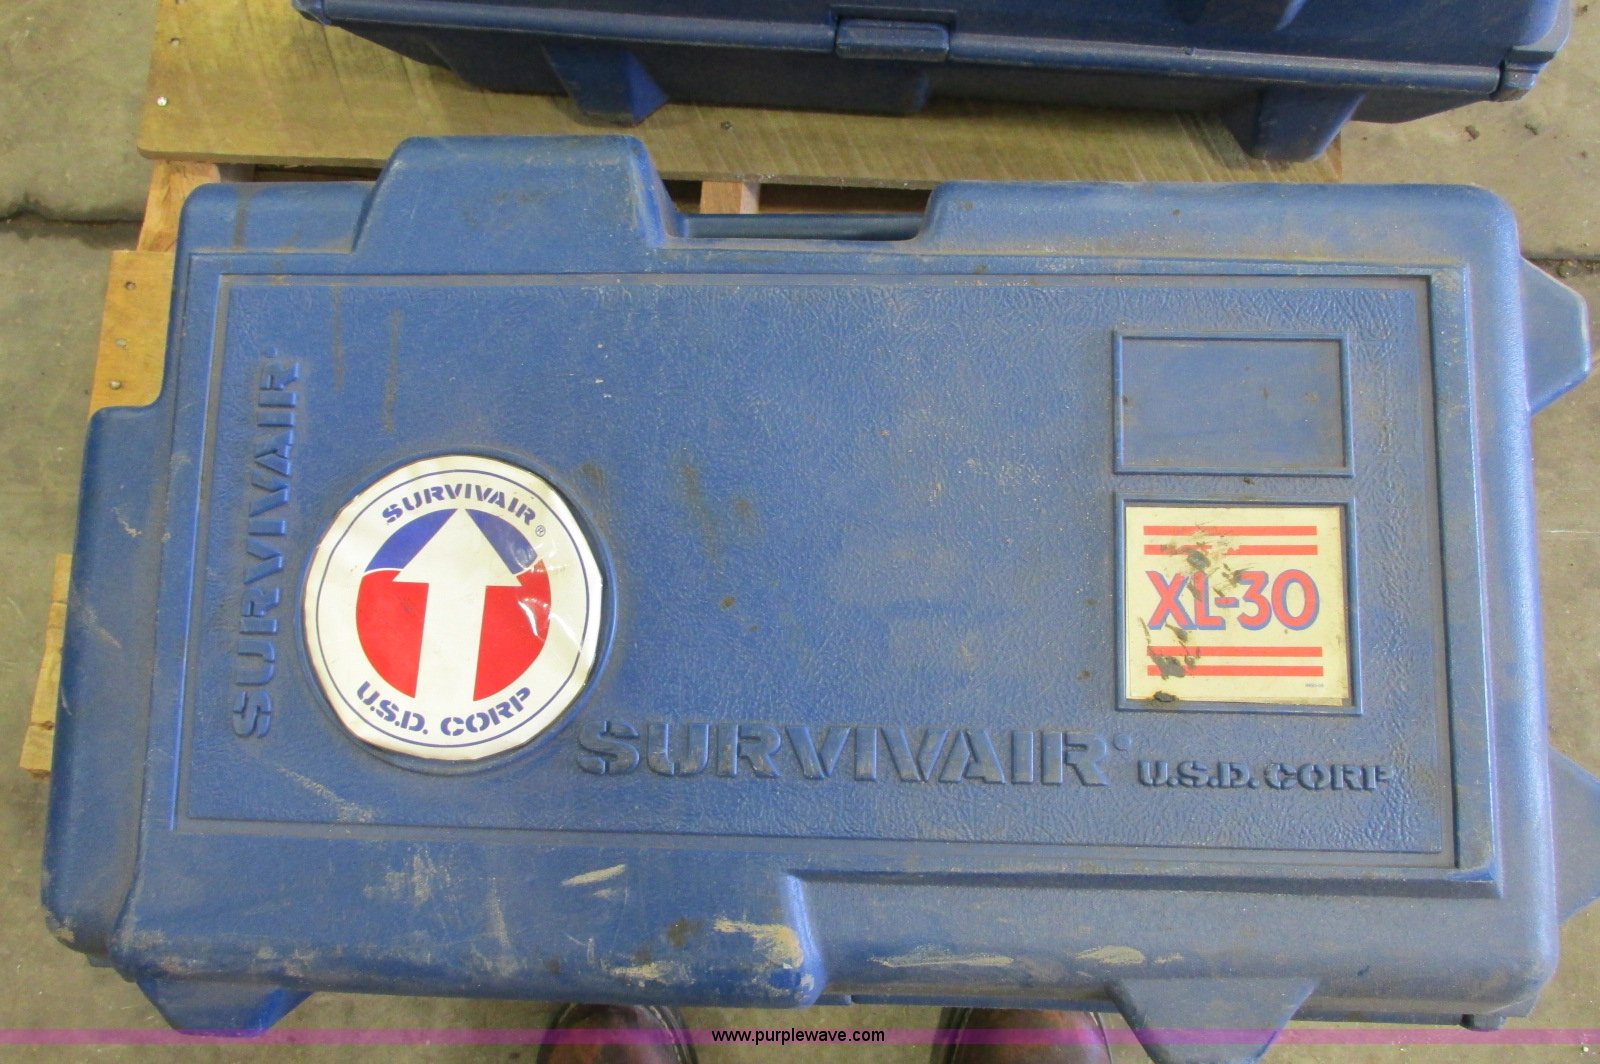 SURVIVAIR
SURVIVAIR®
U.S.D. CORP
XL-30
SURVIVAIR
U.S.D. CORP
www.purplewave.com